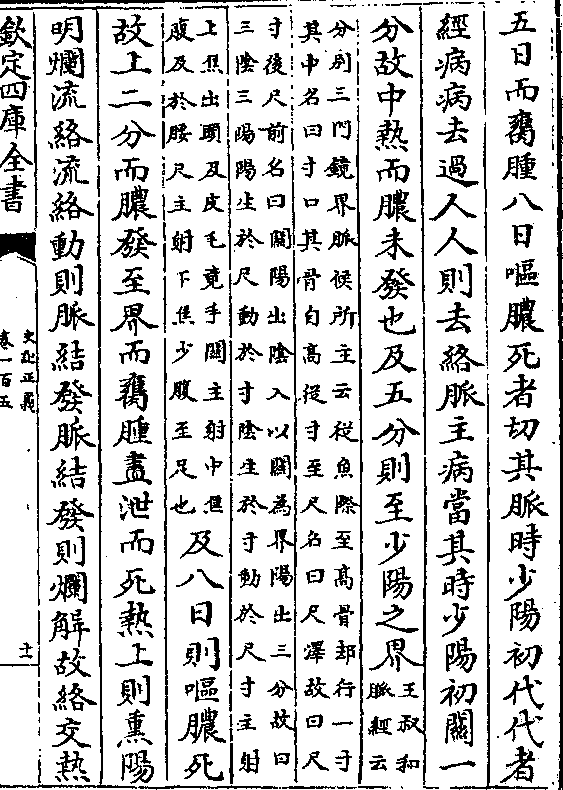 五日而癰腫八日嘔膿死者切其脈時少陽初代代者
經病病去過人人則去絡脈主病當其時少陽初關一
分故中熱而膿未發也及五分則至少陽之界王叔和
脈經云
分别三門鏡界脈候所主云從魚際至髙骨却行一寸
其中名曰寸口其骨自高從寸至尺名曰尺澤故曰尺
寸後尺前名曰關陽出隂入以關為界陽出三分故曰
三隂三陽陽生於尺動於寸隂生於寸動於尺寸主射
上焦出頭及皮毛竟手關主射中焦
腹及於腰尺主射下焦少腹至足也
及八日則嘔膿死
故上二分而膿發至界而癰腫盡泄而死熱上則熏陽
明爛流絡流絡動則脈結發脈結發則爛解故絡交熱
欽定四庫全書
史記正義
卷一百五
十一